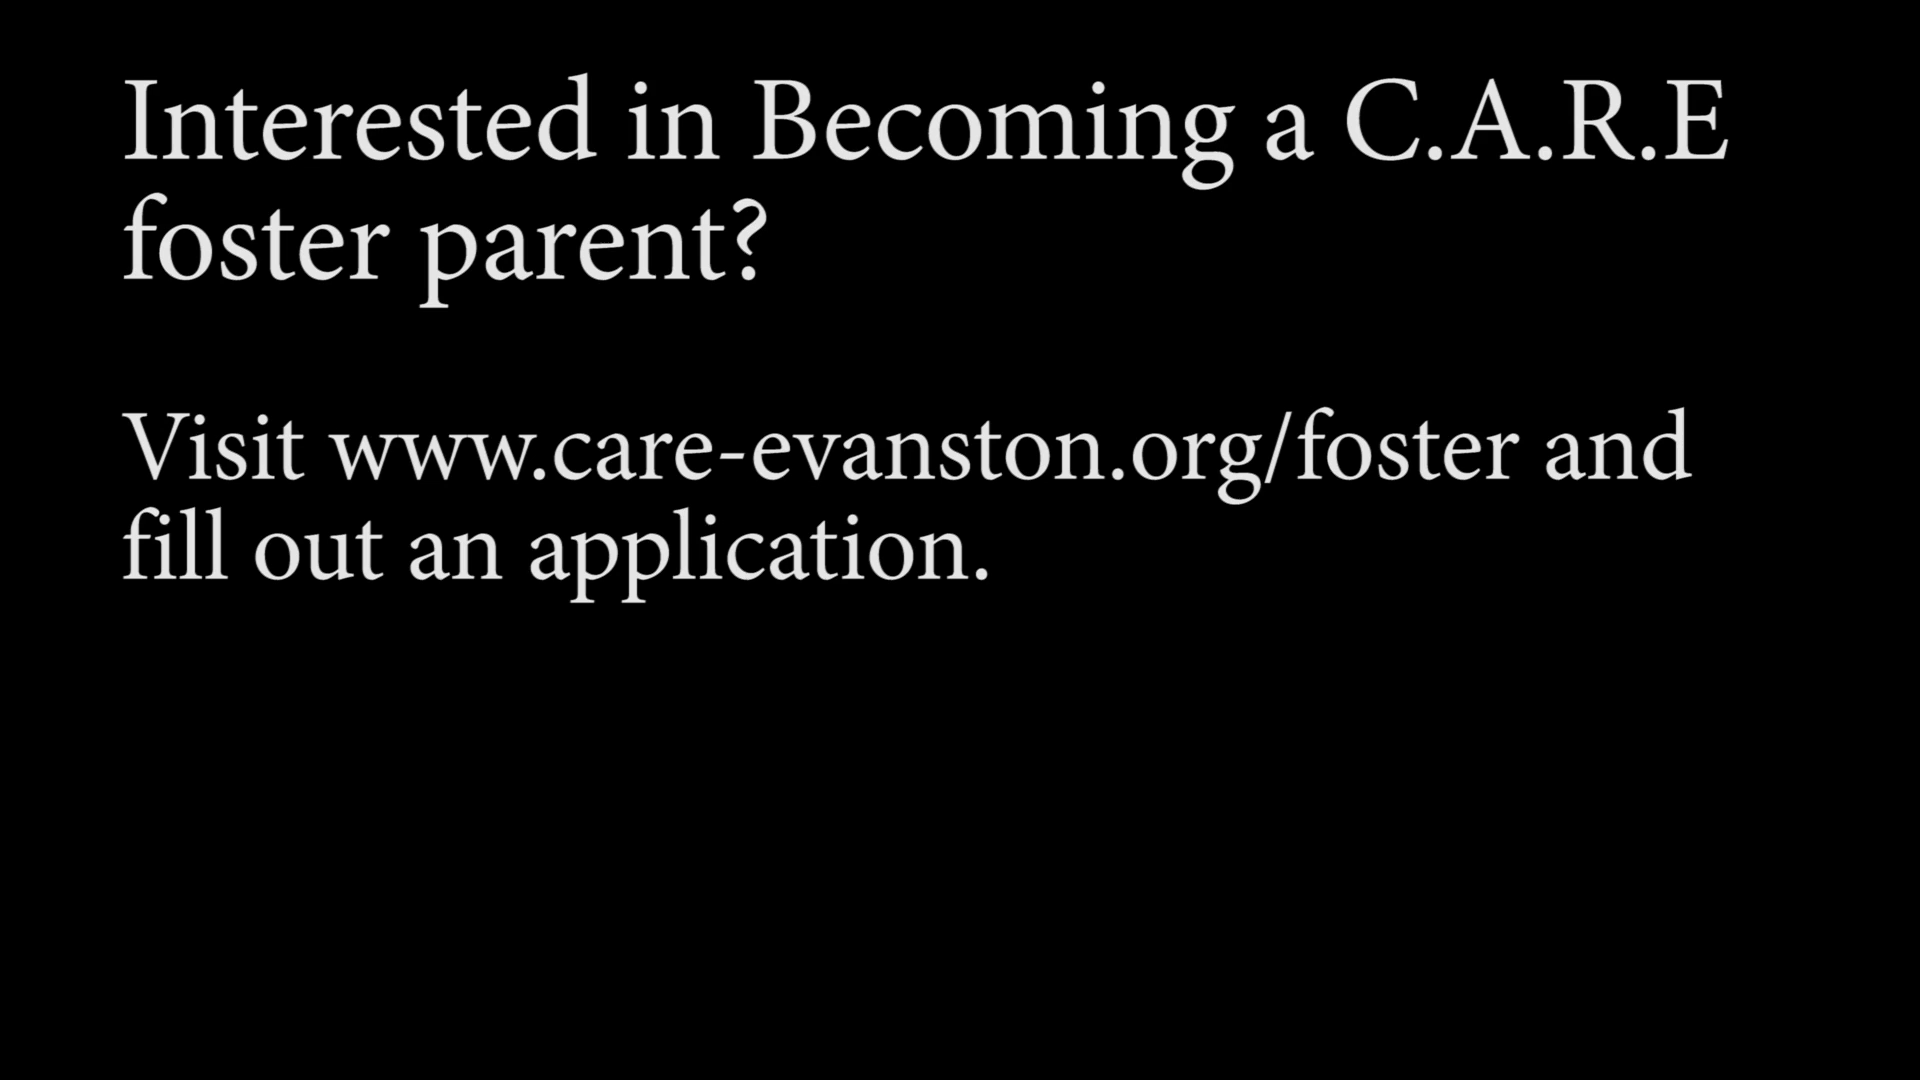 Interested in Becoming a C.A.R.E
foster parent?
Visit www.care-evanston.org/foster and
fill out an application.